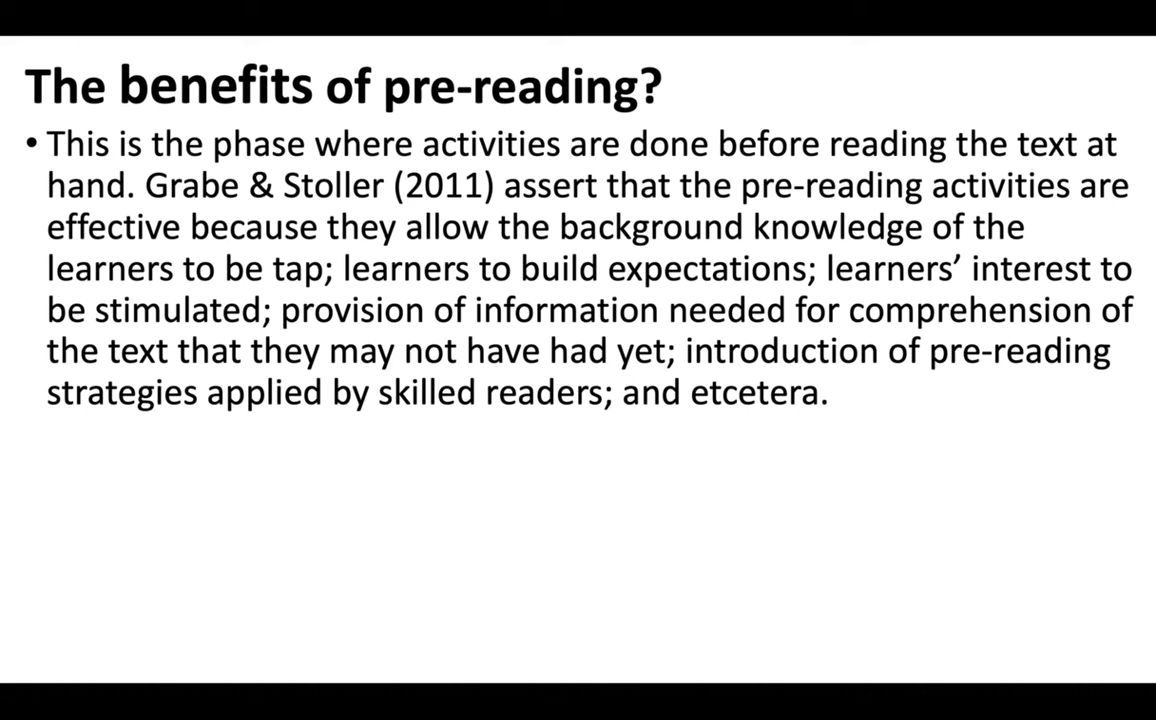 The benefits of pre-reading?
• This is the phase where activities are done before reading the text at
hand. Grabe & Stoller (2011) assert that the pre-reading activities are
effective because they allow the background knowledge of the
learners to be tap; learners to build expectations; learners’ interest to
be stimulated; provision of information needed for comprehension of
the text that they may not have had yet; introduction of pre-reading
strategies applied by skilled readers; and etcetera.